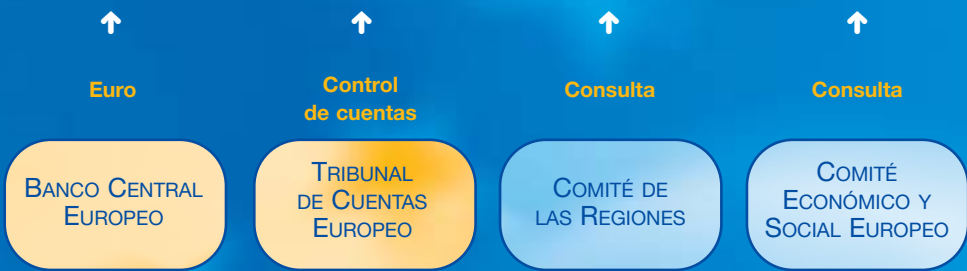 Euro
Control
de cuentas
Consulta
Consulta
BANCO CENTRAL
EUROPEO
TRIBUNAL
DE CUENTAS
EUROPEO
COMITÉ DE
LAS REGIONES
COMITÉ
ECONÓMICO Y
SOCIAL EUROPEO